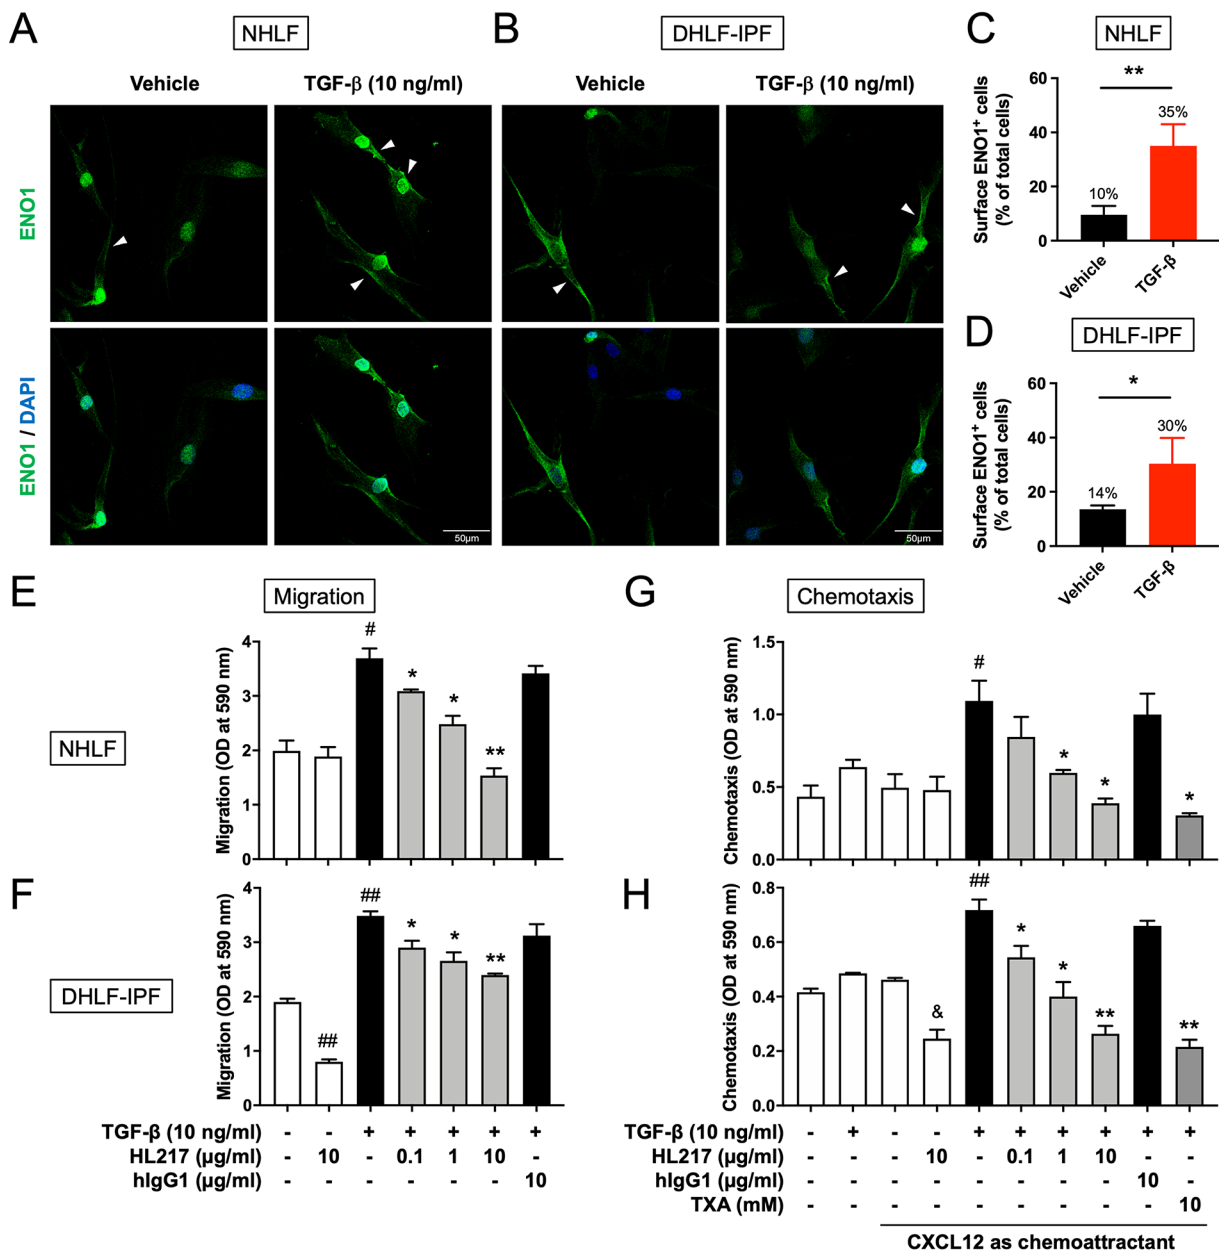 A
NHLF
B
DHLF-IPF
C
NHLF
Vehicle
TGF-β (10 ng/ml)
Vehicle
TGF-β (10 ng/ml)
ENO1
ENO1 / DAPI
50µm
50µm
Surface ENO1+ cells
(% of total cells)
60
40
20
0
**
10%
35%
Vehicle
TGF-β
D
DHLF-IPF
Surface ENO1+ cells
(% of total cells)
60
40
20
0
*
14%
30%
Vehicle
TGF-β
E
Migration
NHLF
Migration (OD at 590 nm)
4
3
2
1
0
#
*
*
**
F
DHLF-IPF
Migration (OD at 590 nm)
4
3
2
1
0
##
##
*
*
**
TGF-β (10 ng/ml) - - + + + + +
HL217 (µg/ml) - 10 - 0.1 1 10 -
hIgG1 (µg/ml) - - - - - - 10
G
Chemotaxis
Chemotaxis (OD at 590 nm)
1.5
1.0
0.5
0.0
#
*
*
*
H
Chemotaxis (OD at 590 nm)
0.8
0.6
0.4
0.2
0.0
&
##
*
*
**
**
TGF-β (10 ng/ml) - + - - + + + + + +
HL217 (µg/ml) - - - 10 - 0.1 1 10 - -
hIgG1 (µg/ml) - - - - - - - - 10 -
TXA (mM) - - - - - - - - - 10
CXCL12 as chemoattractant